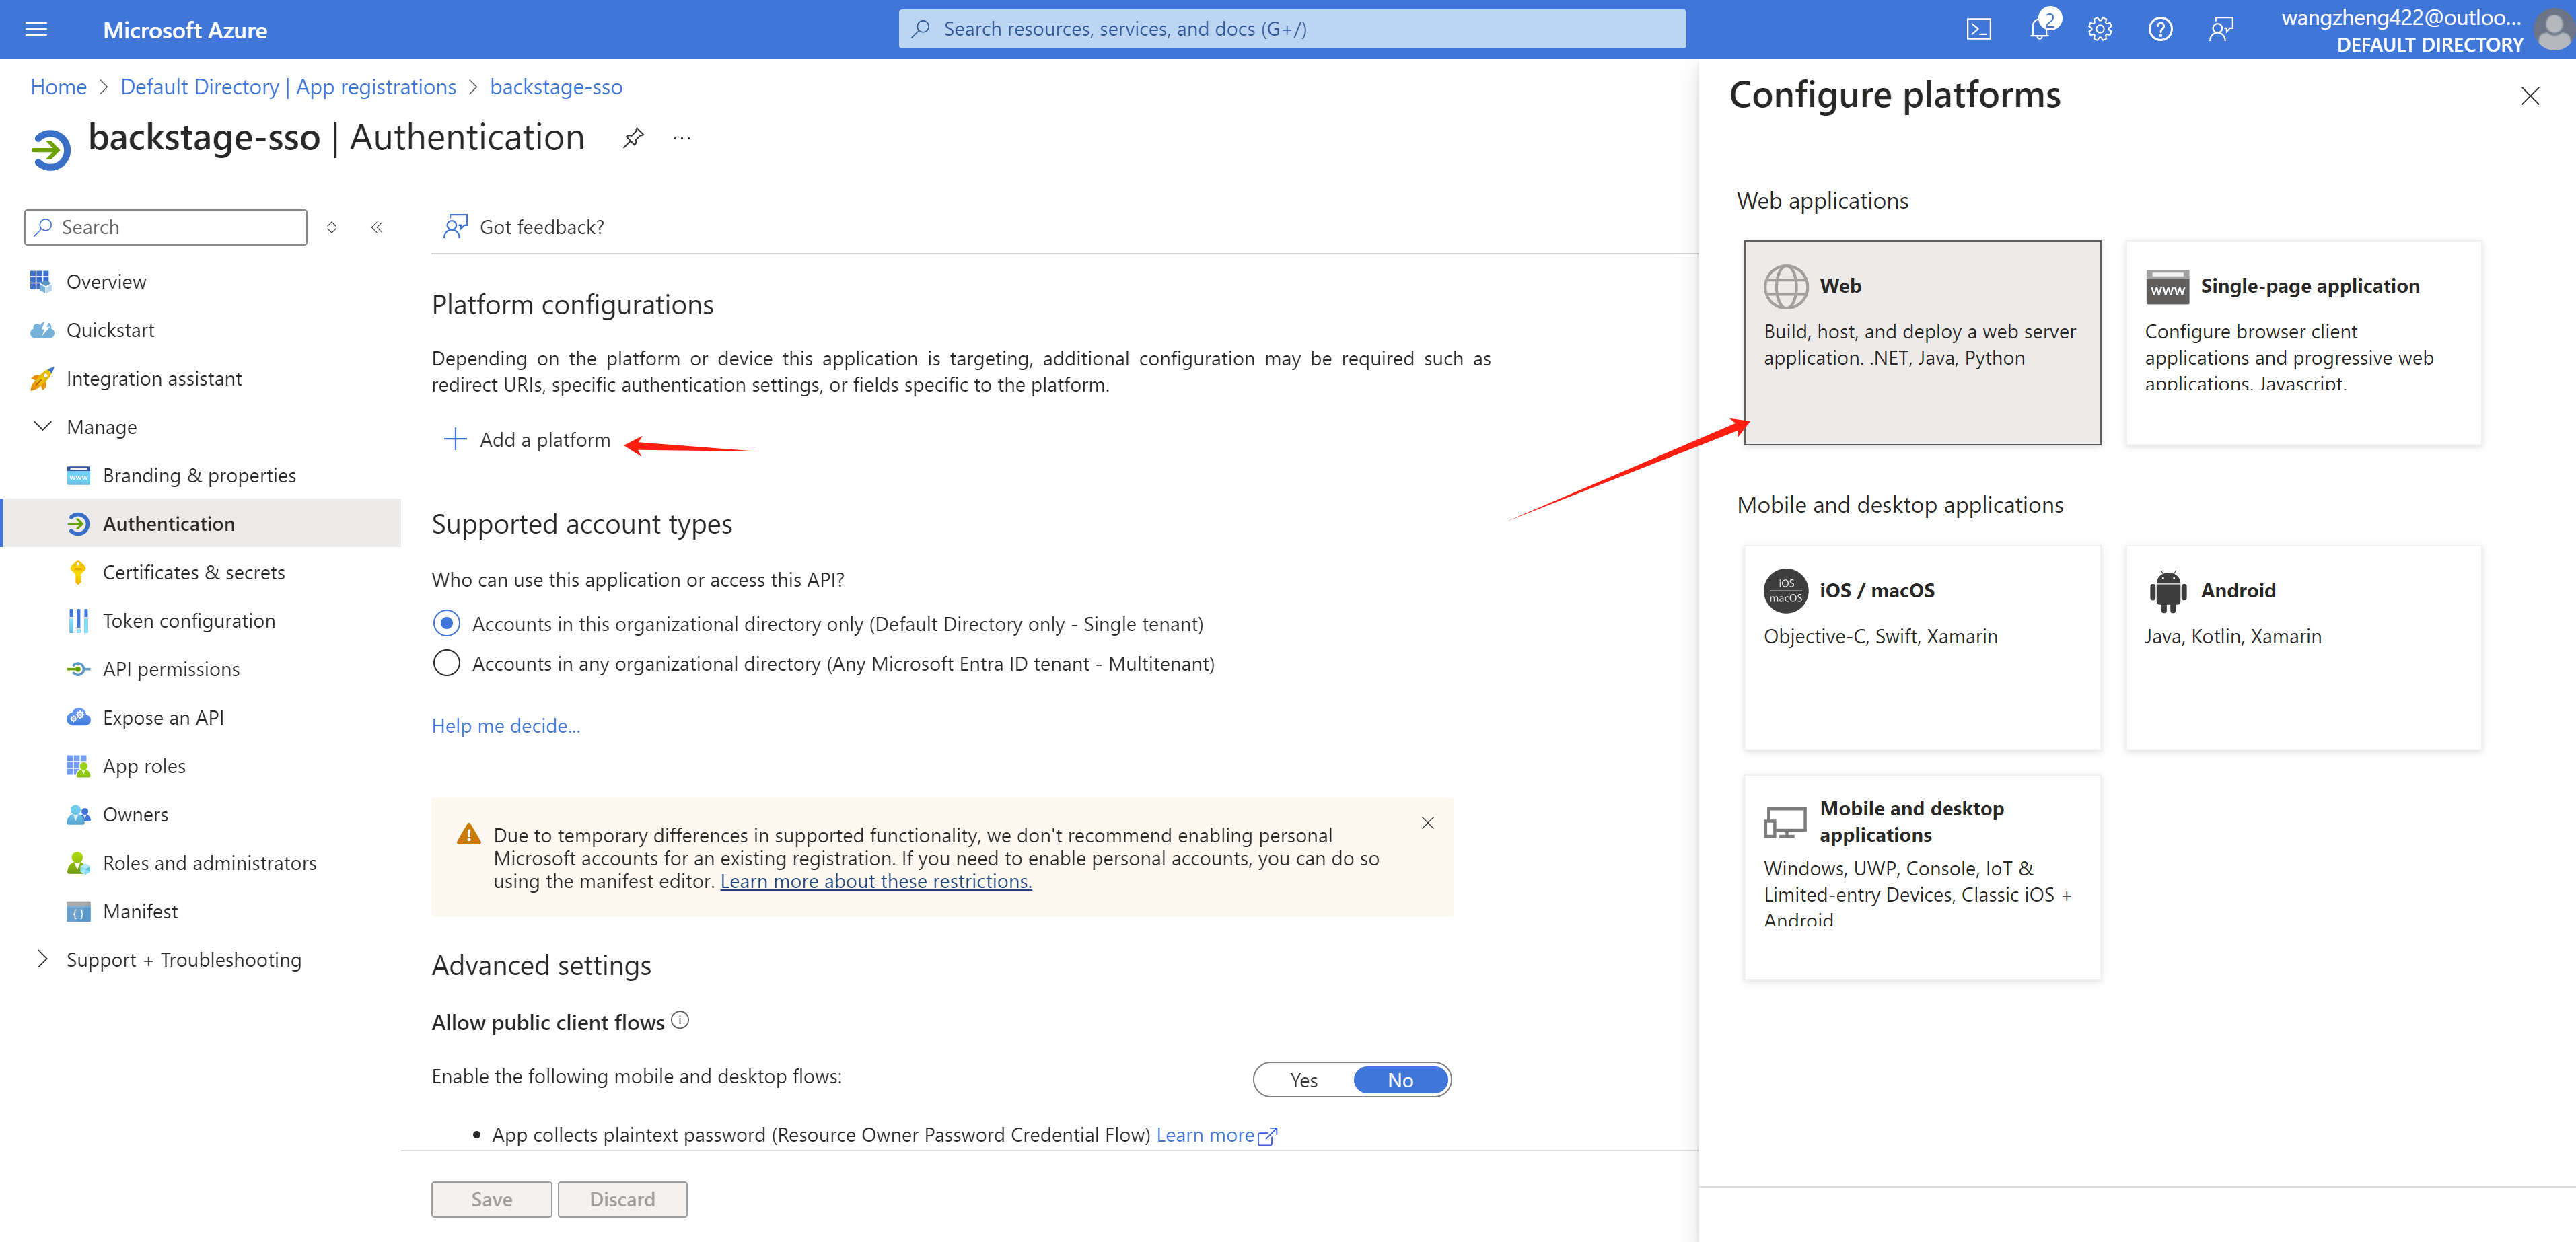 Microsoft Azure
Search resources, services, and docs (G+/)
2
wangzheng422@outloo...
DEFAULT DIRECTORY
Home > Default Directory | App registrations > backstage-sso
backstage-sso | Authentication
...
Search
Overview
Quickstart
Integration assistant
Manage
Branding & properties
Authentication
Certificates & secrets
Token configuration
API permissions
Expose an API
App roles
Owners
Roles and administrators
Manifest
Support + Troubleshooting
Got feedback?
Platform configurations
Depending on the platform or device this application is targeting, additional configuration may be required such as
redirect URIs, specific authentication settings, or fields specific to the platform.
Add a platform
Supported account types
Who can use this application or access this API?
Accounts in this organizational directory only (Default Directory only - Single tenant)
Accounts in any organizational directory (Any Microsoft Entra ID tenant - Multitenant)
Help me decide...
Due to temporary differences in supported functionality, we don't recommend enabling personal
Microsoft accounts for an existing registration. If you need to enable personal accounts, you can do so
using the manifest editor. Learn more about these restrictions.
Advanced settings
Allow public client flows
Enable the following mobile and desktop flows:
Yes No
• App collects plaintext password (Resource Owner Password Credential Flow) Learn more
Save Discard
Configure platforms
Web applications
Web
Build, host, and deploy a web server
application. .NET, Java, Python
www
Single-page application
Configure browser client
applications and progressive web
applications. Javascript.
Mobile and desktop applications
iOS
macOS
iOS / macOS
Objective-C, Swift, Xamarin
Android
Java, Kotlin, Xamarin
Mobile and desktop
applications
Windows, UWP, Console, IoT &
Limited-entry Devices, Classic iOS +
Android